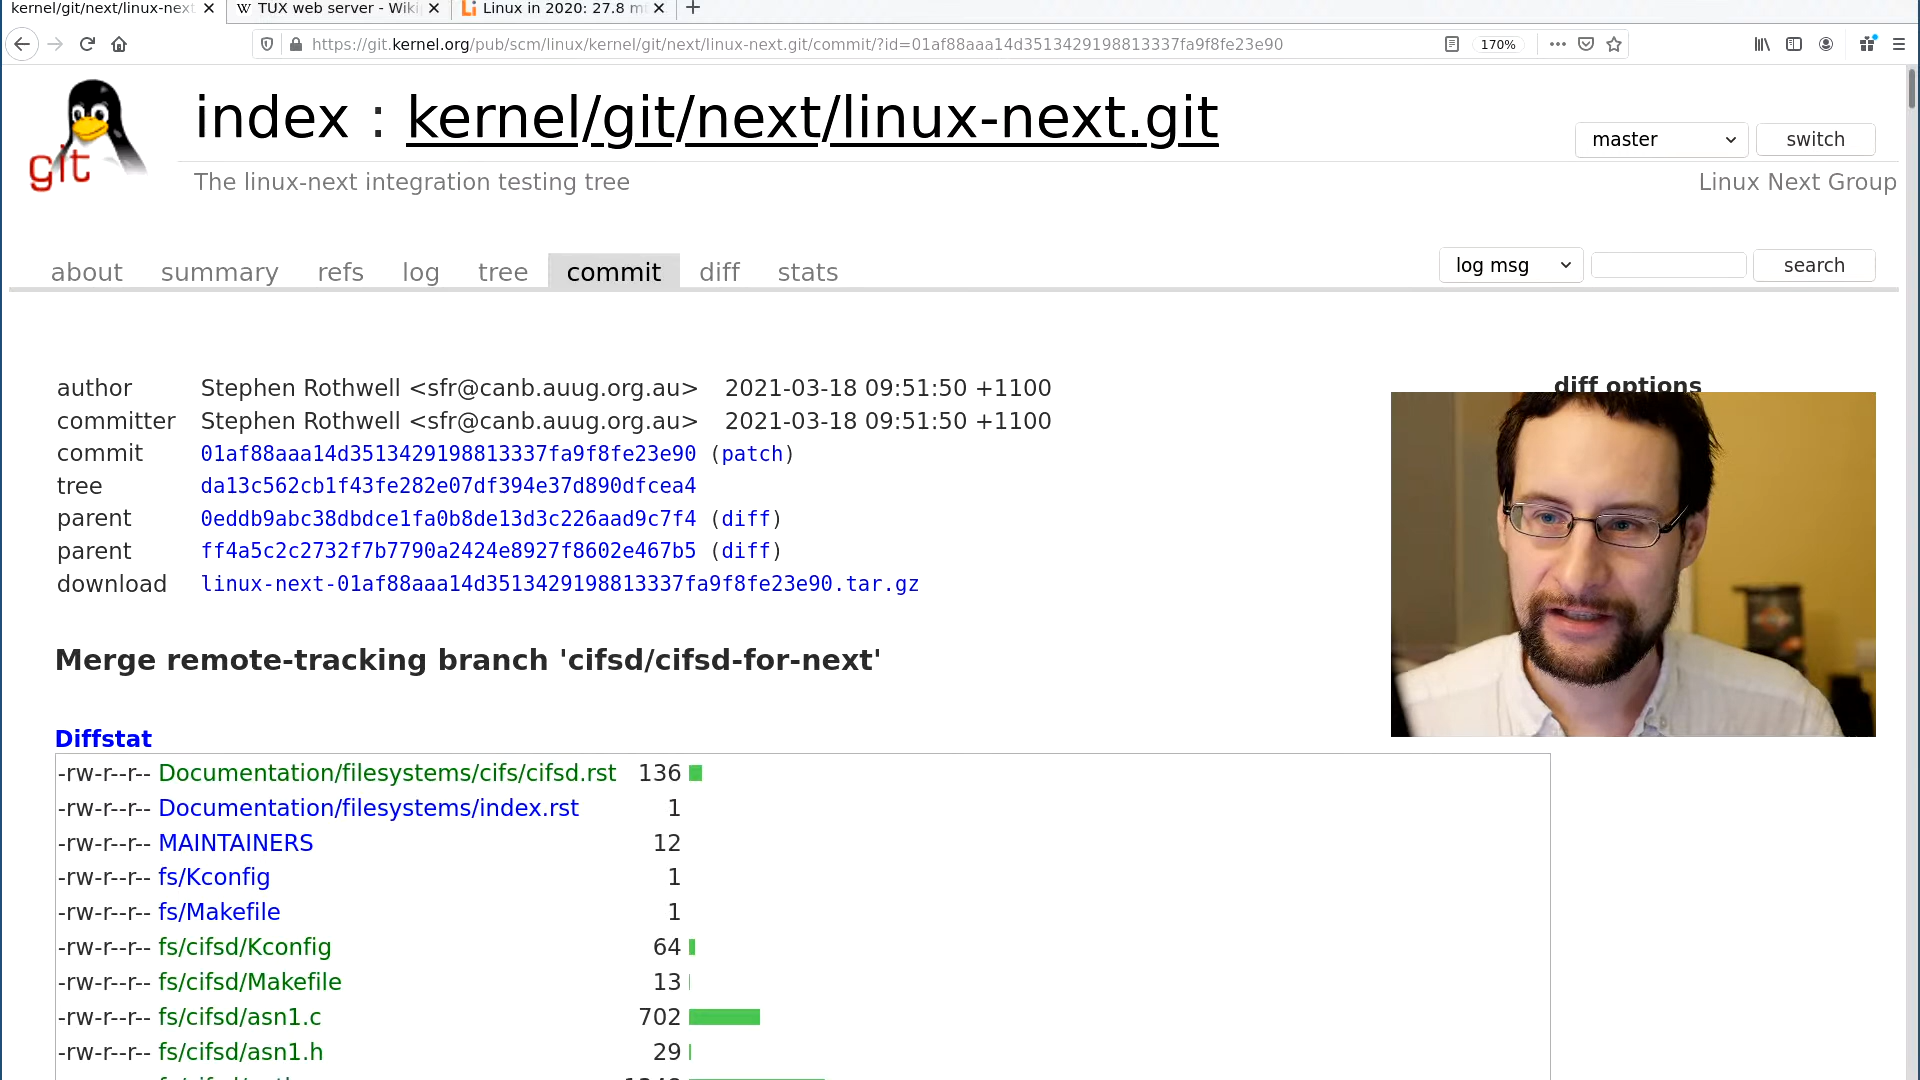 kernel/git/next/linux-next
TUX web server - Wiki
Linux in 2020: 27.8 m
https://git.kernel.org/pub/scm/linux/kernel/git/next/linux-next.git/commit/?id=01af88aaa14d3513429198813337fa9f8fe23e90
170%
git
index : kernel/git/next/linux-next.git
master
switch
The linux-next integration testing tree
Linux Next Group
about summary refs log tree commit diff stats
log msg
search
author Stephen Rothwell <sfr@canb.auug.org.au> 2021-03-18 09:51:50 +1100
diff options
committer Stephen Rothwell <sfr@canb.auug.org.au> 2021-03-18 09:51:50 +1100
commit 01af88aaa14d3513429198813337fa9f8fe23e90 (patch)
tree da13c562cb1f43fe282e07df394e37d890dfcea4
parent 0eddb9abc38dbdce1fa0b8de13d3c226aad9c7f4 (diff)
parent ff4a5c2c2732f7b7790a2424e8927f8602e467b5 (diff)
download linux-next-01af88aaa14d3513429198813337fa9f8fe23e90.tar.gz
Merge remote-tracking branch 'cifsd/cifsd-for-next'
Diffstat
-rw-r--r-- Documentation/filesystems/cifs/cifsd.rst 136
-rw-r--r-- Documentation/filesystems/index.rst 1
-rw-r--r-- MAINTAINERS 12
-rw-r--r-- fs/Kconfig 1
-rw-r--r-- fs/Makefile 1
-rw-r--r-- fs/cifsd/Kconfig 64
-rw-r--r-- fs/cifsd/Makefile 13
-rw-r--r-- fs/cifsd/asn1.c 702
-rw-r--r-- fs/cifsd/asn1.h 29